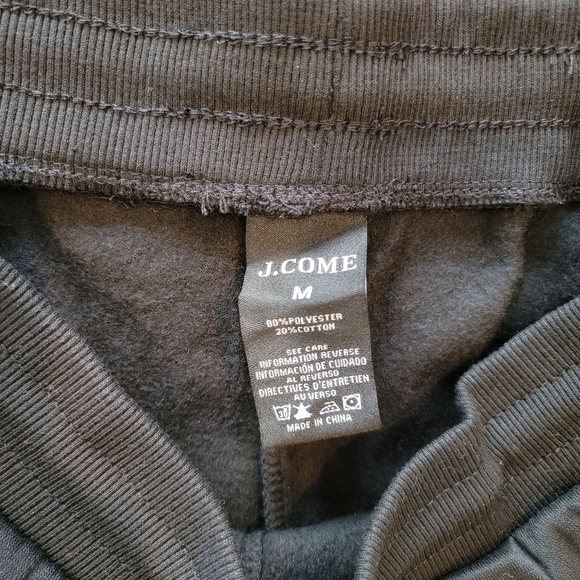 J.COME
M
80%POLYESTER
20%COTTON
SEE CARE
INFORMATION REVERSE
INFORMACIÓN DE CUIDADO
AL REVERSO
DIRECTIVES D'ENTRETIEN
AU VERSO
30
MADE IN CHINA